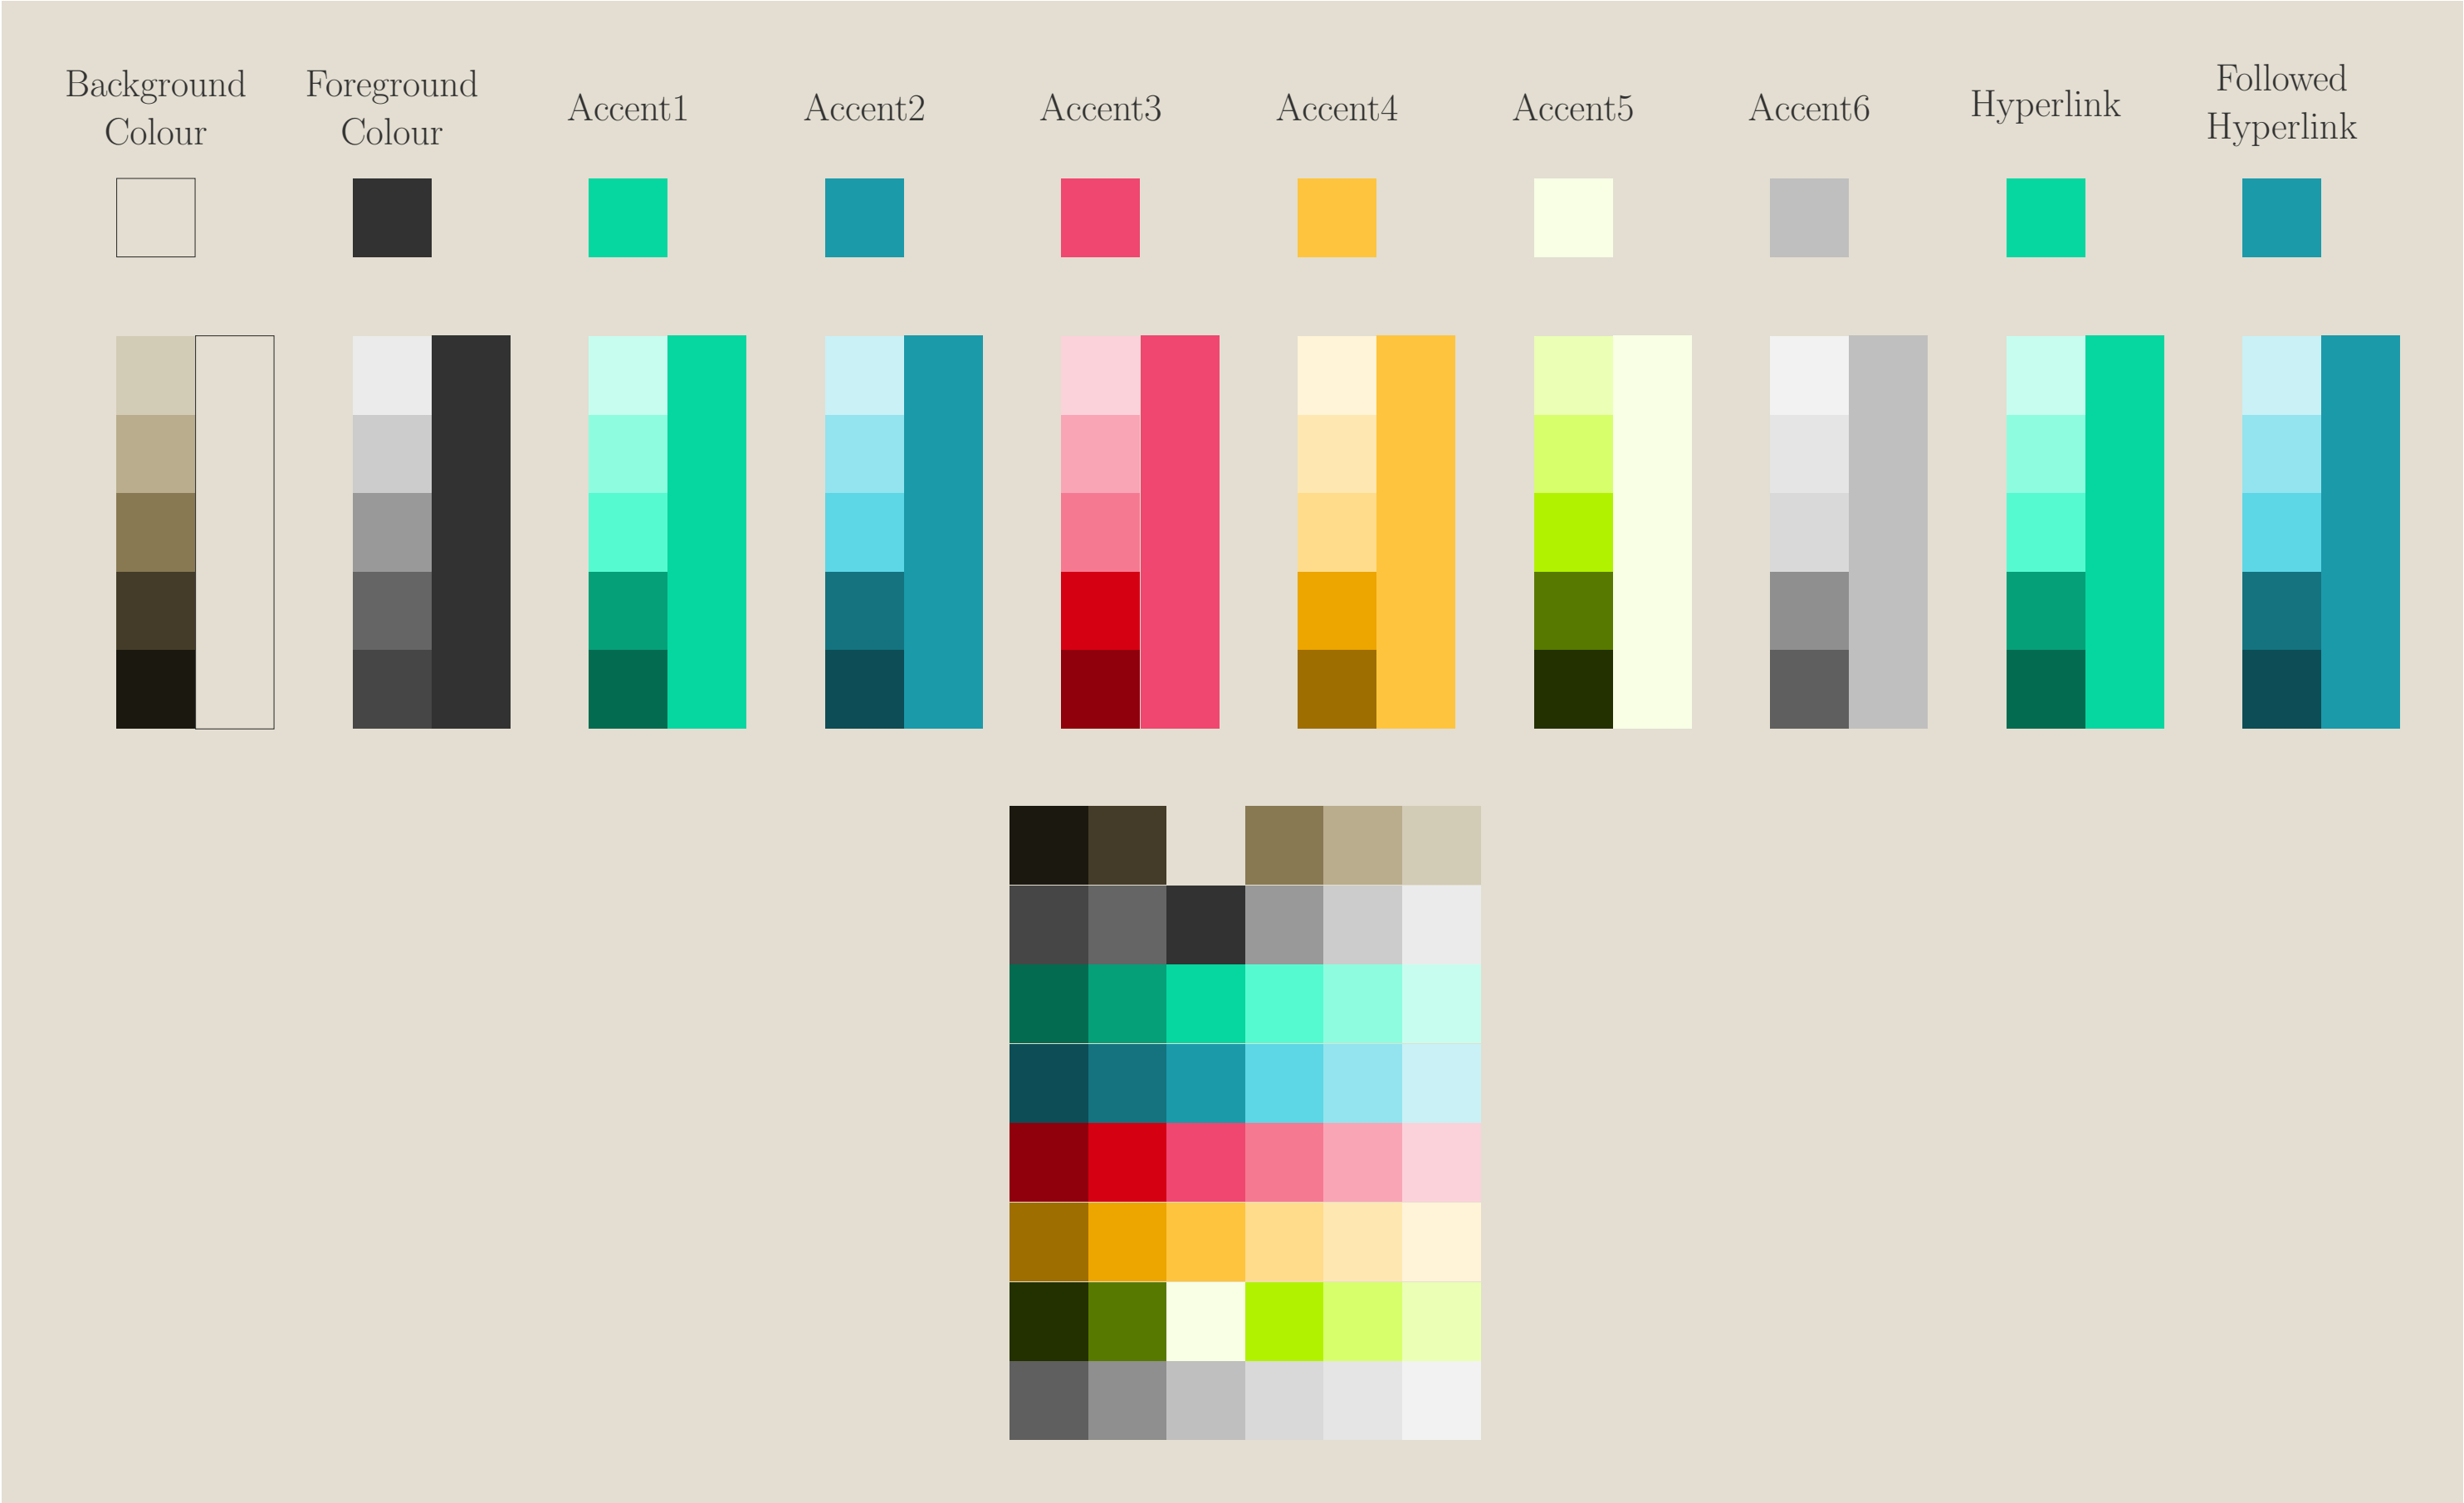 Background
Colour
Foreground
Colour
Accent1
Accent2
Accent3
Accent4
Accent5
Accent6
Hyperlink
Followed
Hyperlink